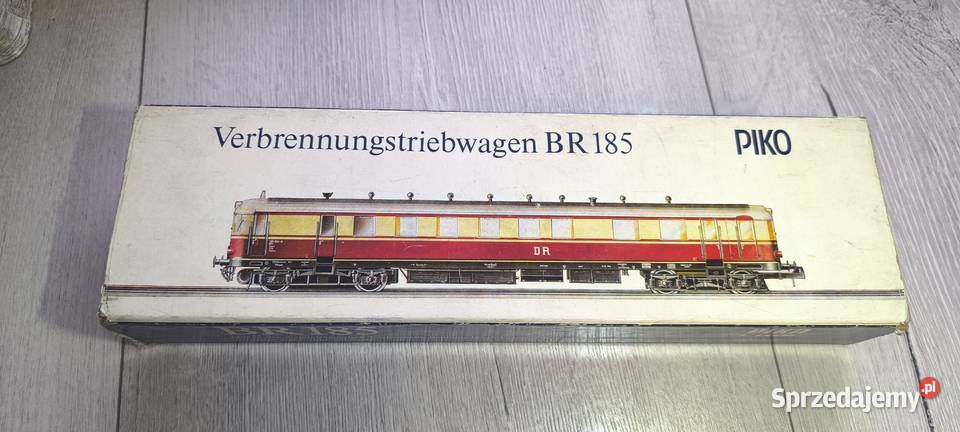 Verbrennungstriebwagen BR 185
PIKO
DR
BR 185
Sprzedajemy.pl